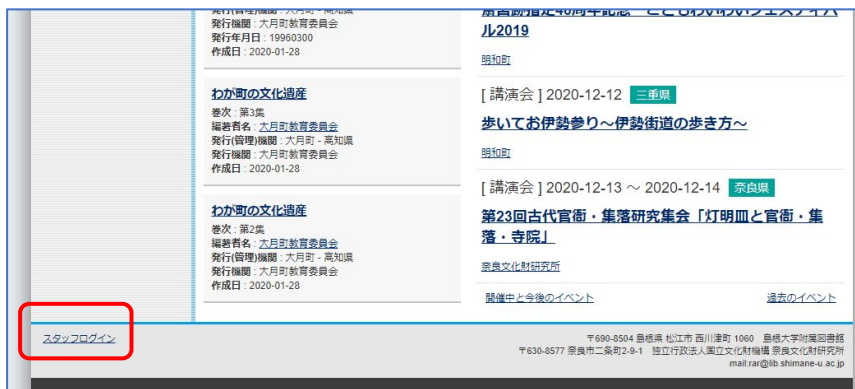 発行機関 : 大月町教育委員会
発行年月日 : 19960300
作成日 : 2020-01-28
わが町の文化遺産
巻次 : 第3集
編著者名 : 大月町教育委員会
発行(管理)機関 : 大月町 - 高知県
発行機関 : 大月町教育委員会
作成日 : 2020-01-28
わが町の文化遺産
巻次 : 第2集
編著者名 : 大月町教育委員会
発行(管理)機関 : 大月町 - 高知県
発行機関 : 大月町教育委員会
作成日 : 2020-01-28
ル2019
明和町
[ 講演会 ] 2020-12-12 三重県
歩いてお伊勢参り～伊勢街道の歩き方～
明和町
[ 講演会 ] 2020-12-13 ～ 2020-12-14 奈良県
第23回古代官衙・集落研究集会「灯明皿と官衙・集
落・寺院」
奈良文化財研究所
開催中と今後のイベント 過去のイベント
スタッフログイン
〒690-8504 島根県 松江市 西川津町 1060 島根大学附属図書館
〒630-8577 奈良市二条町2-9-1 独立行政法人国立文化財機構 奈良文化財研究所
mail:rar@lib.shimane-u.ac.jp